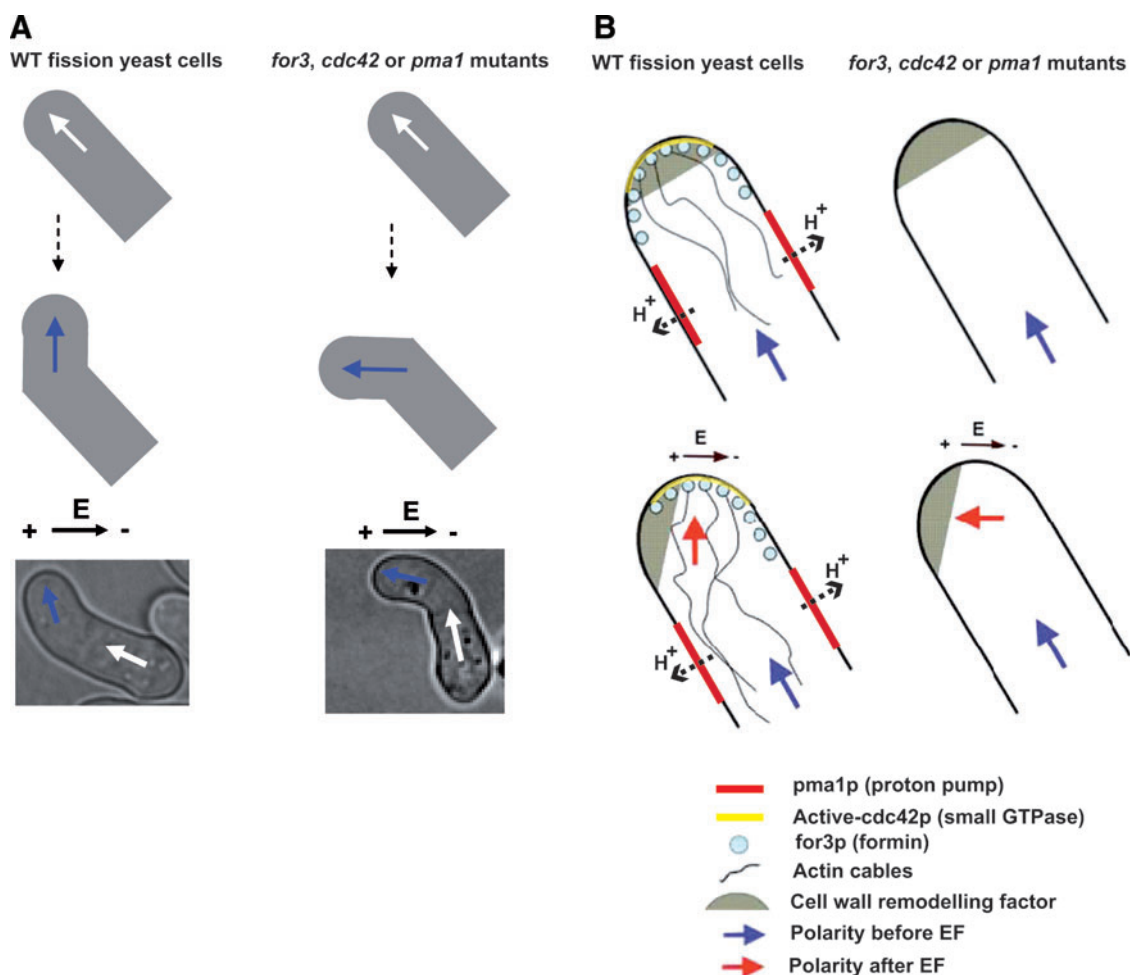 A
WT fission yeast cells
for3, cdc42 or pma1 mutants
E
+ -
E
+ -
B
WT fission yeast cells
for3, cdc42 or pma1 mutants
H+
H+
E
+ -
E
+ -
H+
H+
pma1p (proton pump)
Active-cdc42p (small GTPase)
for3p (formin)
Actin cables
Cell wall remodelling factor
Polarity before EF
Polarity after EF